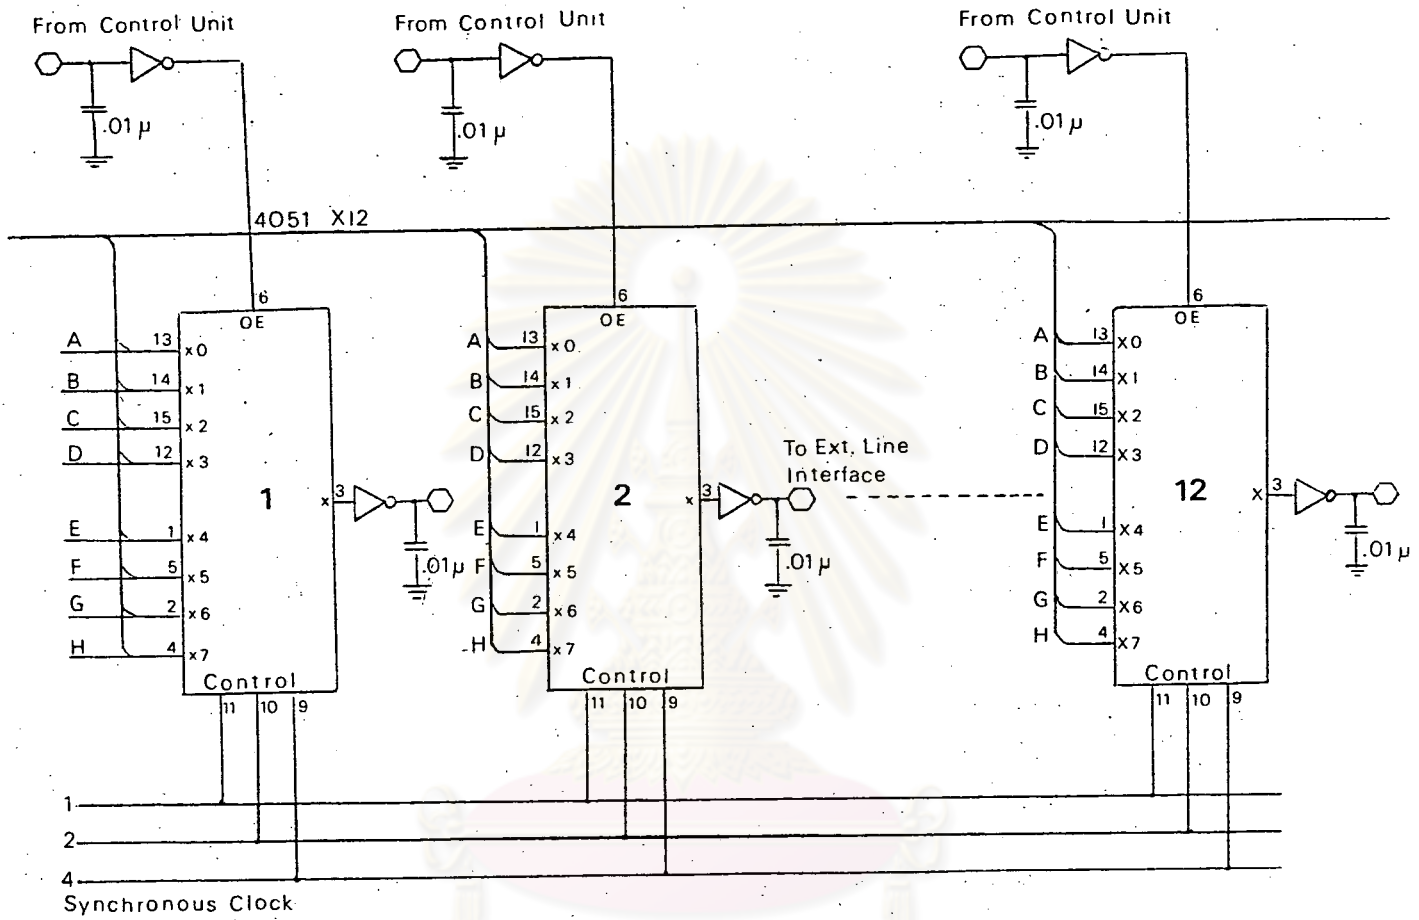 From Control Unit
From Control Unit
From Control Unit
.01 µ
.01 µ
.01 µ
4051 X12
6
OE
A 13 x0
B 14 x1
C 15 x2
D 12 x3
E 1 x4
F 5 x5
G 2 x6
H 4 x7
1
x 3
.01µ
Control
11 10 9
6
OE
A 13 x0
B 14 x1
C 15 x2
D 12 x3
E 1 x4
F 5 x5
G 2 x6
H 4 x7
2
x 3
.01µ
Control
11 10 9
To Ext. Line
Interface
6
OE
A 13 X0
B 14 X1
C 15 X2
D 12 X3
E 1 X4
F 5 X5
G 2 X6
H 4 X7
12
X 3
.01µ
Control
11 10 9
1
2
4
Synchronous Clock